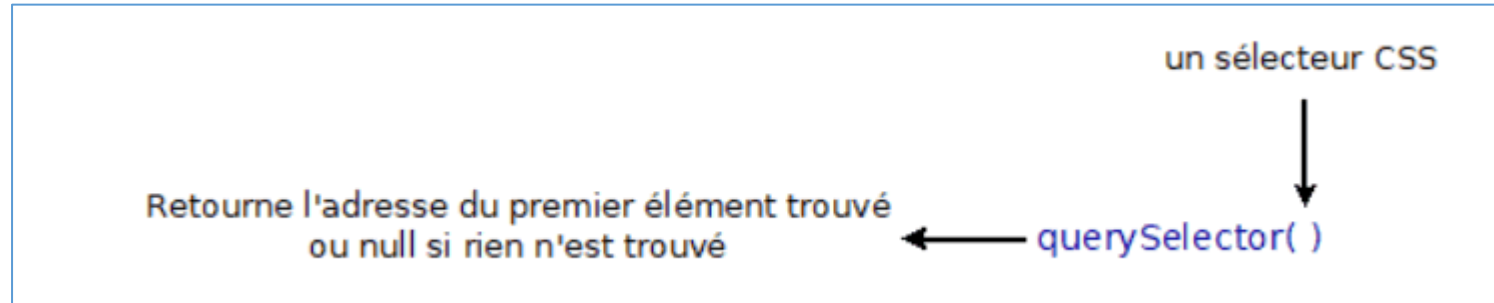 un sélecteur CSS
Retourne l'adresse du premier élément trouvé
ou null si rien n'est trouvé
querySelector( )